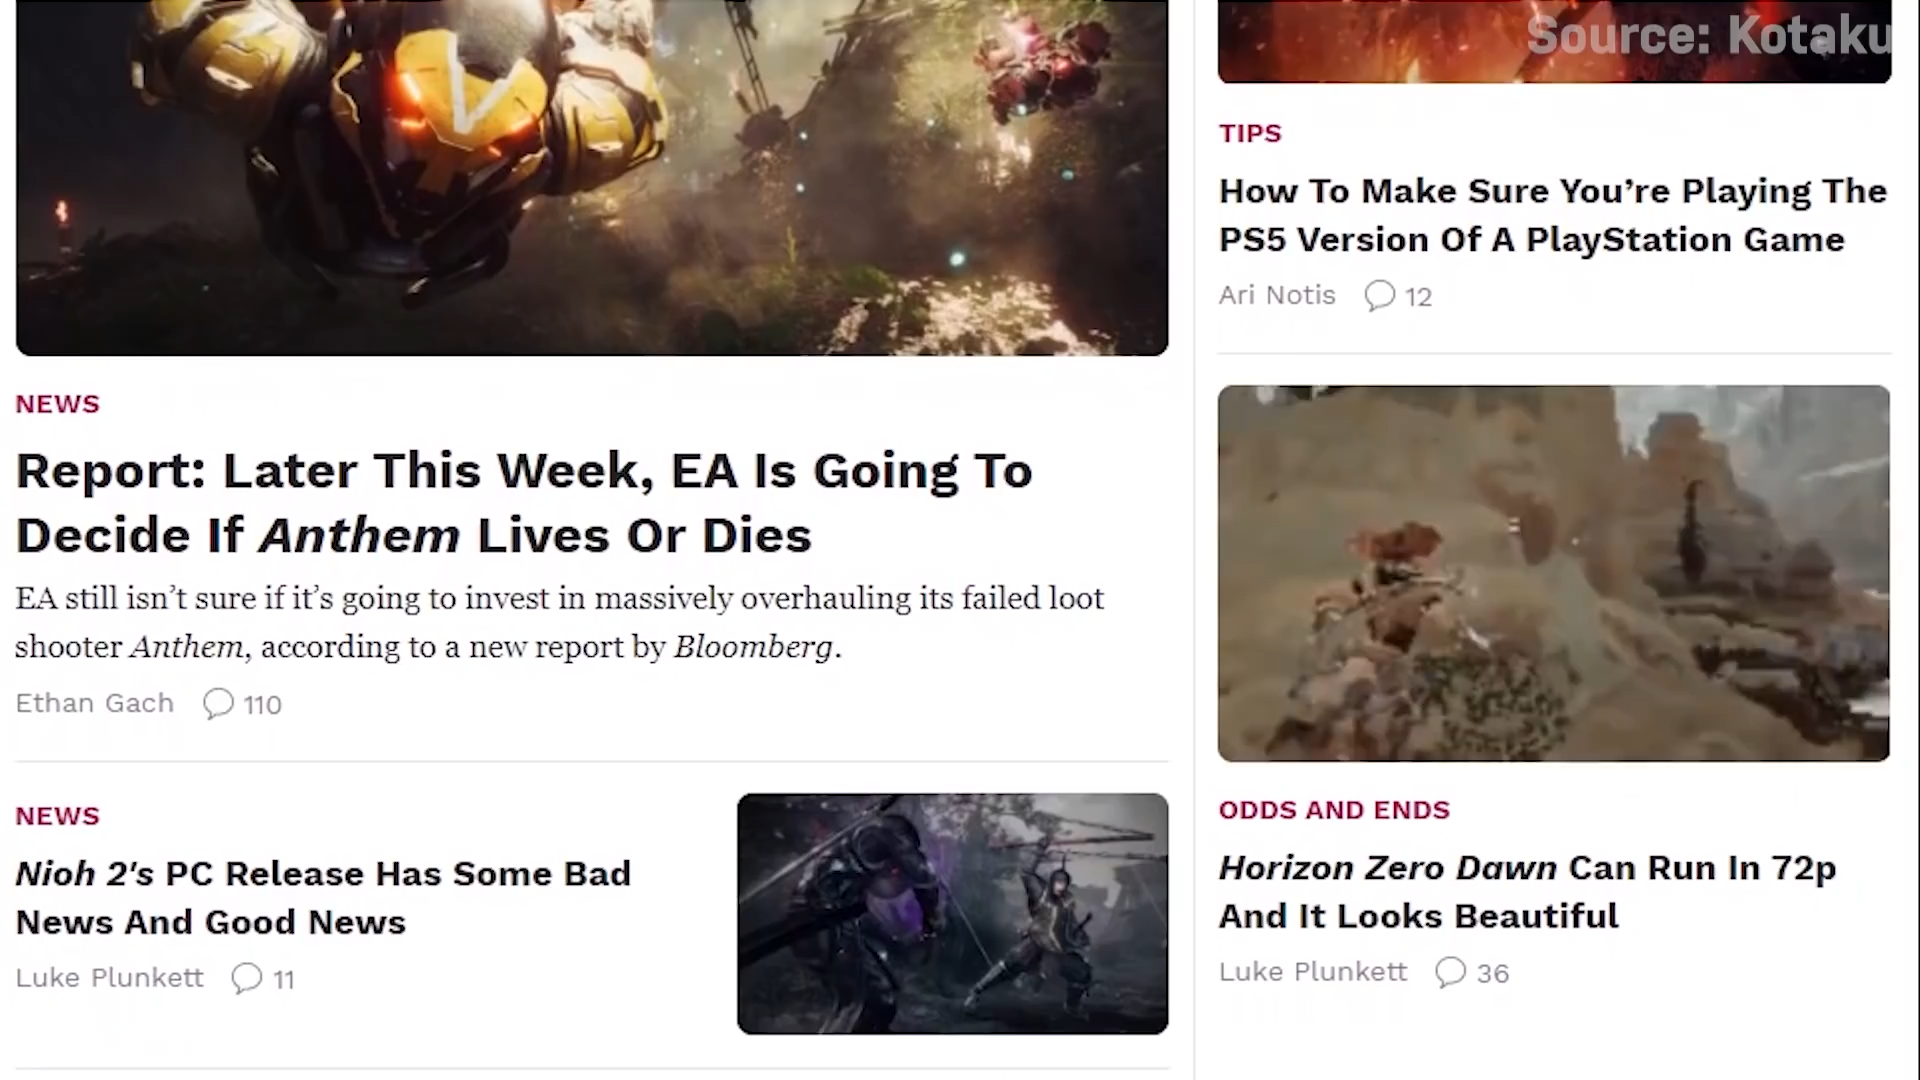 Source: Kotaku
NEWS
Report: Later This Week, EA Is Going To
Decide If Anthem Lives Or Dies
EA still isn’t sure if it’s going to invest in massively overhauling its failed loot
shooter Anthem, according to a new report by Bloomberg.
Ethan Gach 110
NEWS
Nioh 2's PC Release Has Some Bad
News And Good News
Luke Plunkett 11
TIPS
How To Make Sure You’re Playing The
PS5 Version Of A PlayStation Game
Ari Notis 12
ODDS AND ENDS
Horizon Zero Dawn Can Run In 72p
And It Looks Beautiful
Luke Plunkett 36